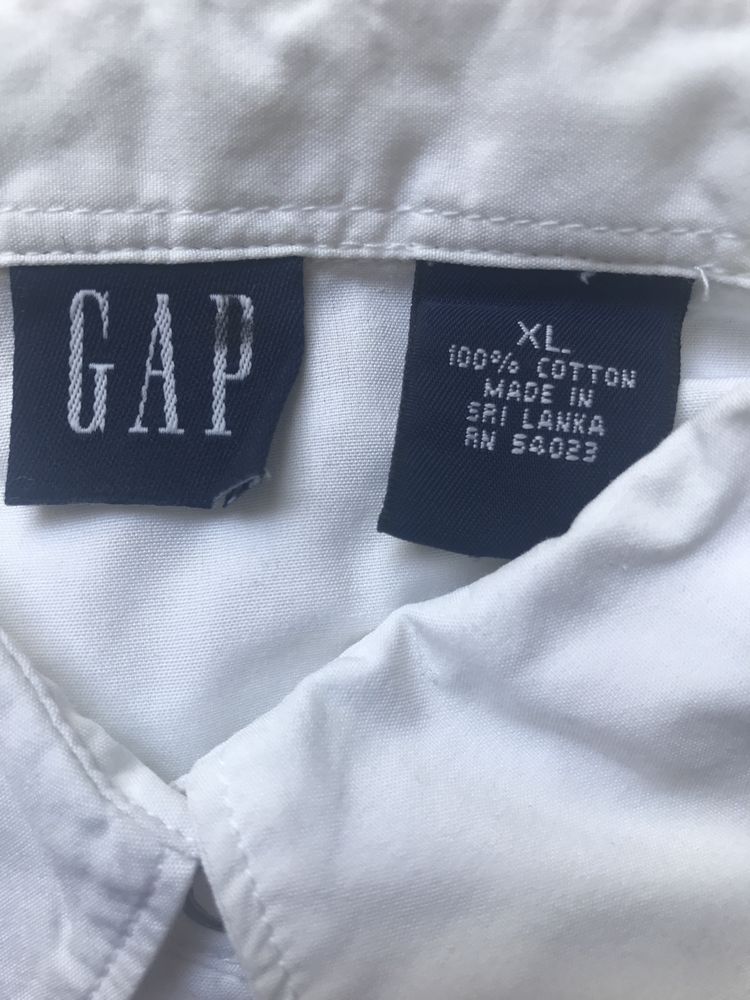 GAP
XL
100% COTTON
MADE IN
SRI LANKA
RN 54023